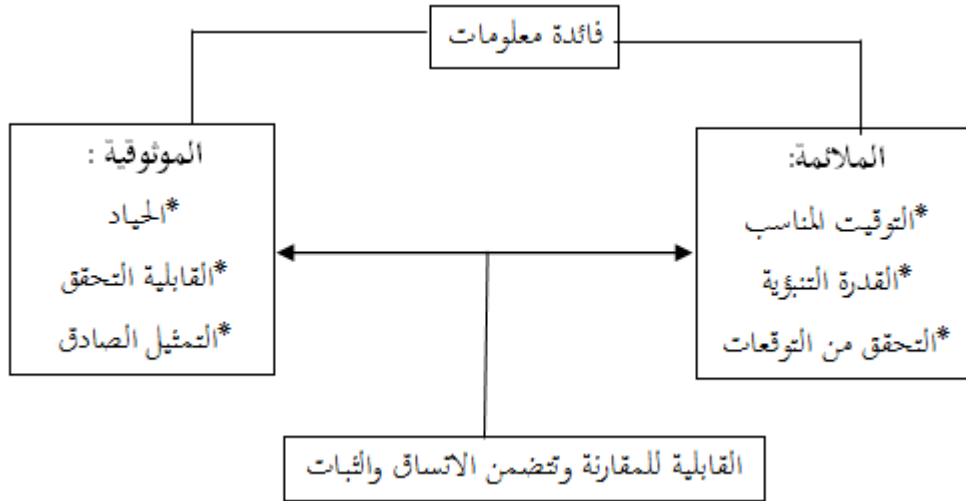 فائدة معلومات
الملائمة:
*التوقيت المناسب
*القدرة التنبؤية
*التحقق من التوقعات
الموثوقية :
*الحياد
*القابلية التحقق
*التمثيل الصادق
القابلية للمقارنة وتتضمن الاتساق والثبات